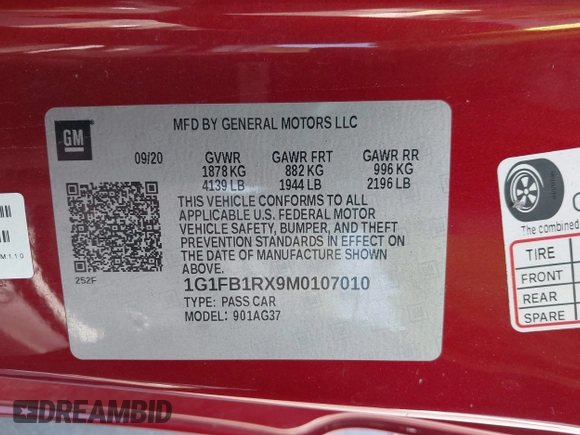 GM
MFD BY GENERAL MOTORS LLC
09/20 GVWR GAWR FRT GAWR RR
1878 KG 882 KG 996 KG
4139 LB 1944 LB 2196 LB
THIS VEHICLE CONFORMS TO ALL
APPLICABLE U.S. FEDERAL MOTOR
VEHICLE SAFETY, BUMPER, AND THEFT
PREVENTION STANDARDS IN EFFECT ON
THE DATE OF MANUFACTURE SHOWN
ABOVE.
252F
1G1FB1RX9M0107010
TYPE: PASS CAR
MODEL: 901AG37
The combined
TIRE
FRONT
REAR
SPARE
DREAMBID